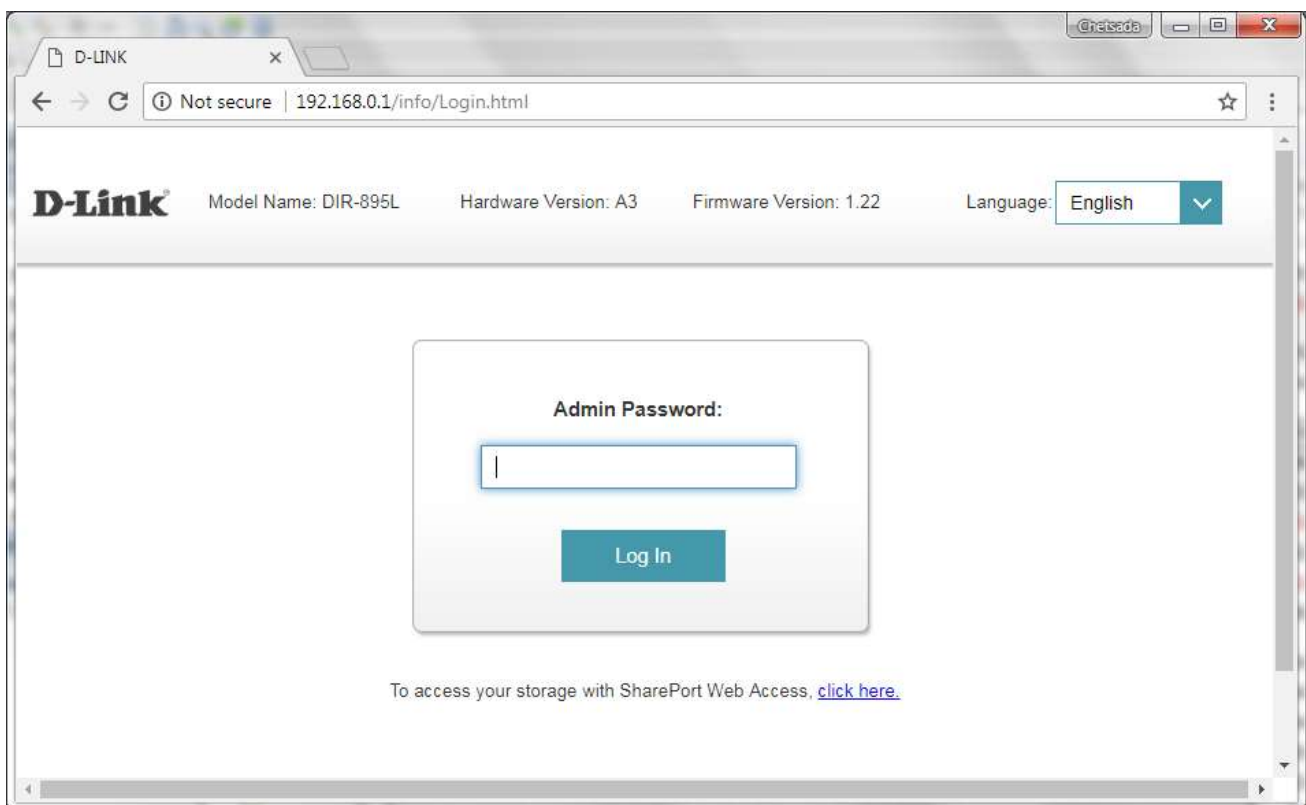 Chetsada
D-LINK
Not secure | 192.168.0.1/info/Login.html
D-Link Model Name: DIR-895L Hardware Version: A3 Firmware Version: 1.22 Language: English
Admin Password:
Log In
To access your storage with SharePort Web Access, click here.